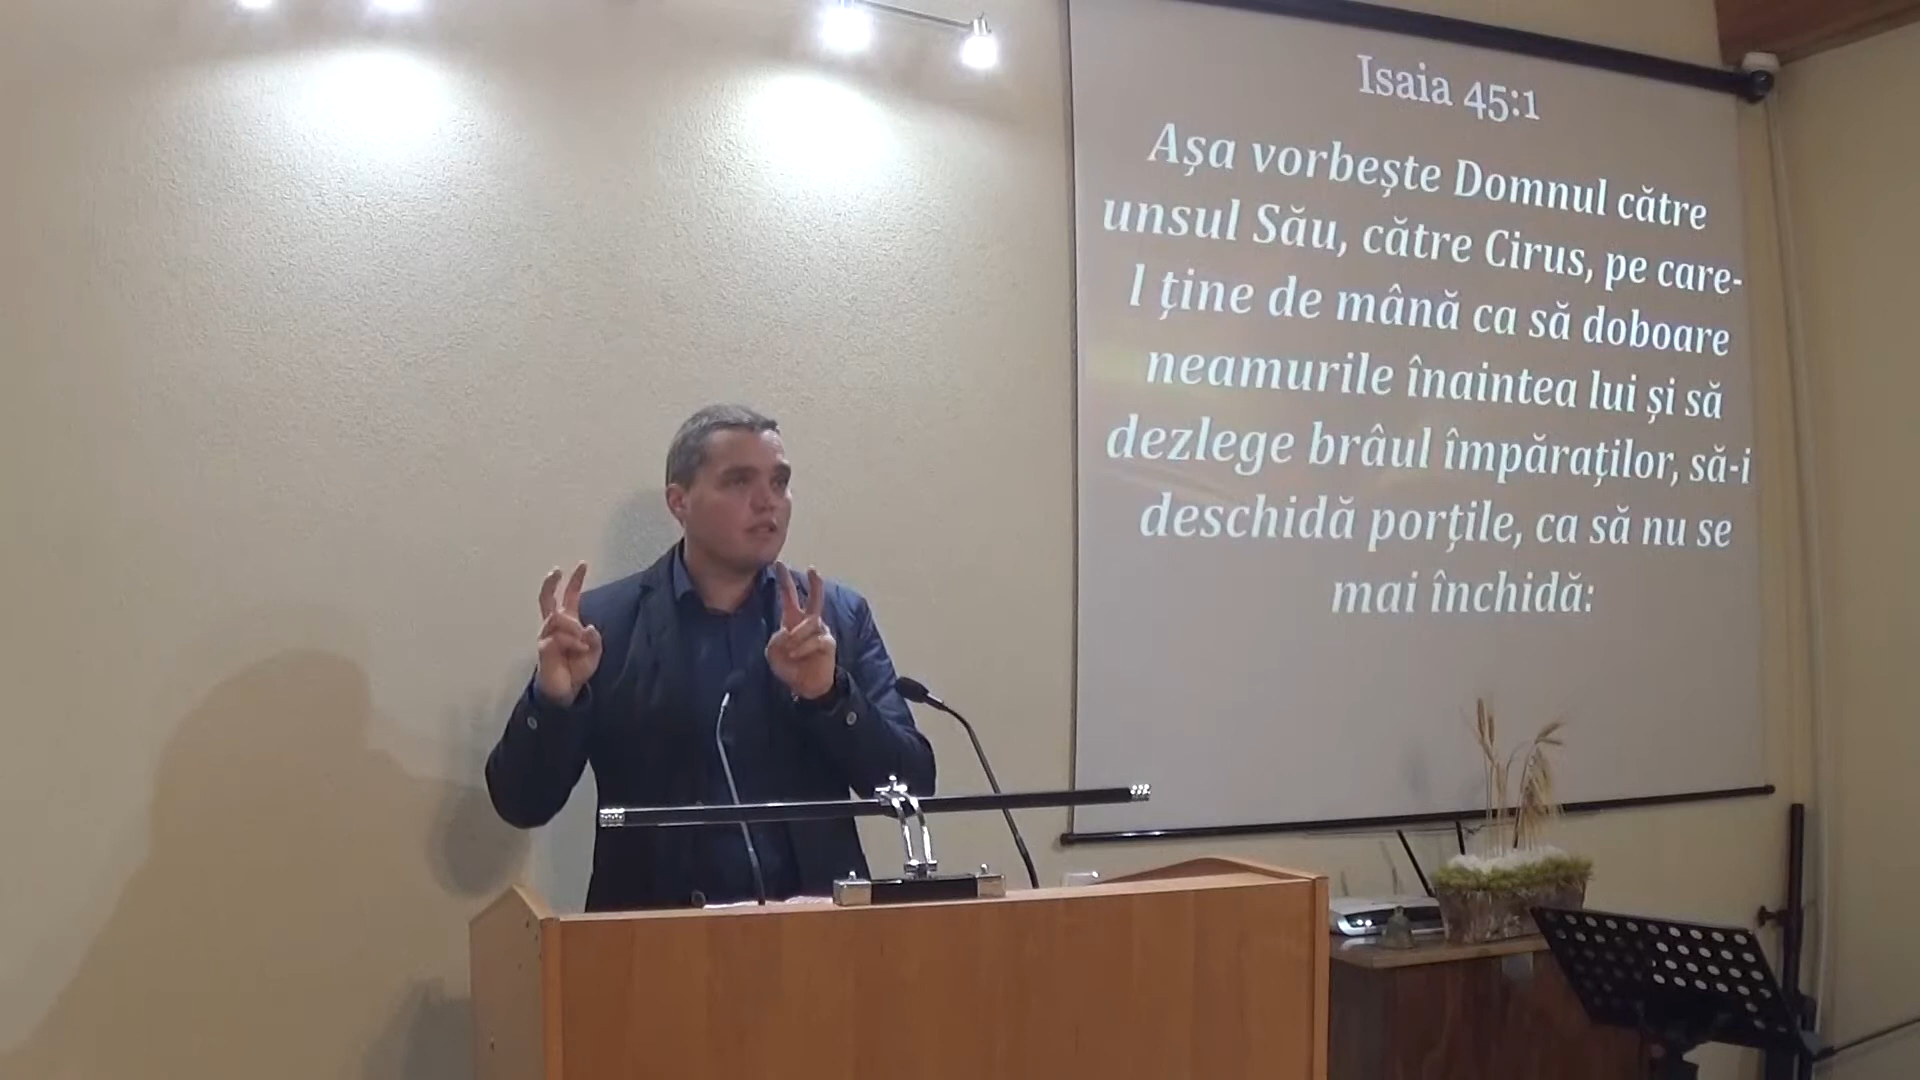 Isaia 45:1
Așa vorbește Domnul către
unsul Său, către Cirus, pe care-
l ține de mână ca să doboare
neamurile înaintea lui și să
dezlege brâul împăraților, să-i
deschidă porțile, ca să nu se
mai închidă: